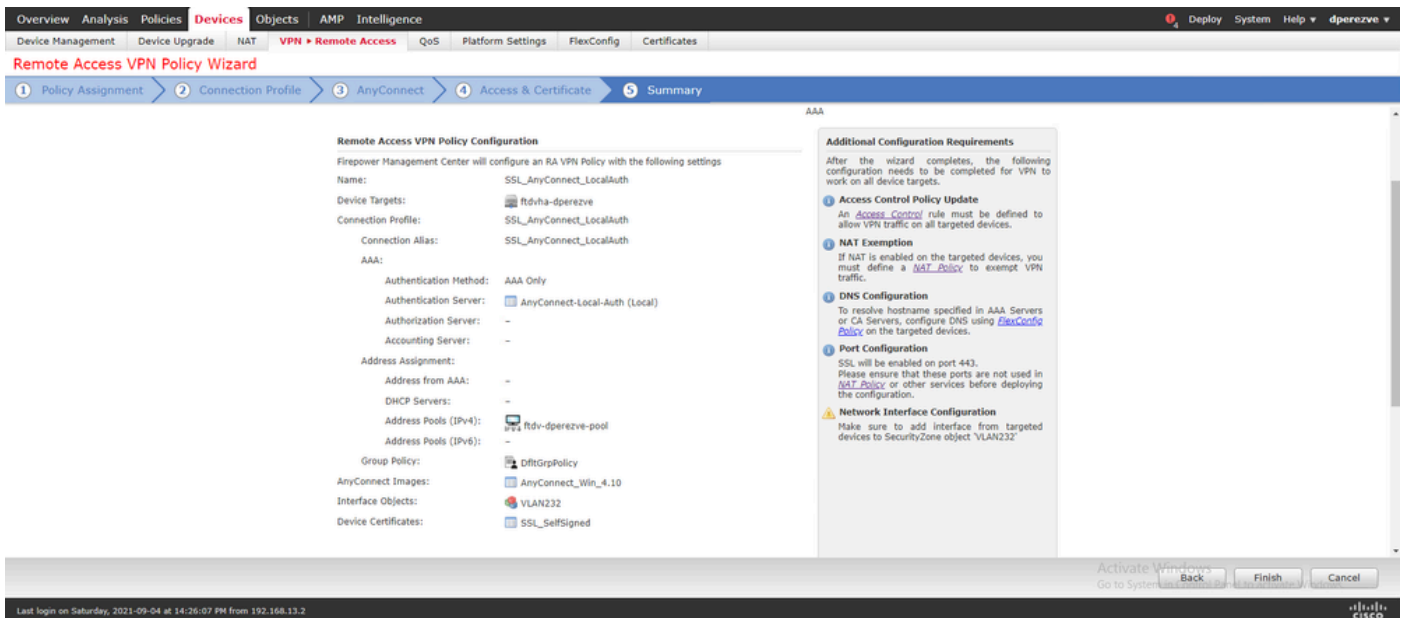 Overview Analysis Policies Devices Objects AMP Intelligence 4 Deploy System Help dperezve
Device Management Device Upgrade NAT VPN ▸ Remote Access QoS Platform Settings FlexConfig Certificates
Remote Access VPN Policy Wizard
1 Policy Assignment 2 Connection Profile 3 AnyConnect 4 Access & Certificate 5 Summary
AAA
Remote Access VPN Policy Configuration
Firepower Management Center will configure an RA VPN Policy with the following settings
Name: SSL_AnyConnect_LocalAuth
Device Targets: ftdvha-dperezve
Connection Profile: SSL_AnyConnect_LocalAuth
Connection Alias: SSL_AnyConnect_LocalAuth
AAA:
Authentication Method: AAA Only
Authentication Server: AnyConnect-Local-Auth (Local)
Authorization Server: –
Accounting Server: –
Address Assignment:
Address from AAA: –
DHCP Servers: –
Address Pools (IPv4): ftdv-dperezve-pool
Address Pools (IPv6): –
Group Policy: DfltGrpPolicy
AnyConnect Images: AnyConnect_Win_4.10
Interface Objects: VLAN232
Device Certificates: SSL_SelfSigned
Additional Configuration Requirements
After the wizard completes, the following
configuration needs to be completed for VPN to
work on all device targets.
Access Control Policy Update
An Access Control rule must be defined to
allow VPN traffic on all targeted devices.
NAT Exemption
If NAT is enabled on the targeted devices, you
must define a NAT Policy to exempt VPN
traffic.
DNS Configuration
To resolve hostname specified in AAA Servers
or CA Servers, configure DNS using FlexConfig
Policy on the targeted devices.
Port Configuration
SSL will be enabled on port 443.
Please ensure that these ports are not used in
NAT Policy or other services before deploying
the configuration.
Network Interface Configuration
Make sure to add interface from targeted
devices to SecurityZone object 'VLAN232'
Activate Windows
Go to System
Back Finish Cancel
Last login on Saturday, 2021-09-04 at 14:26:07 PM from 192.168.13.2
CISCO